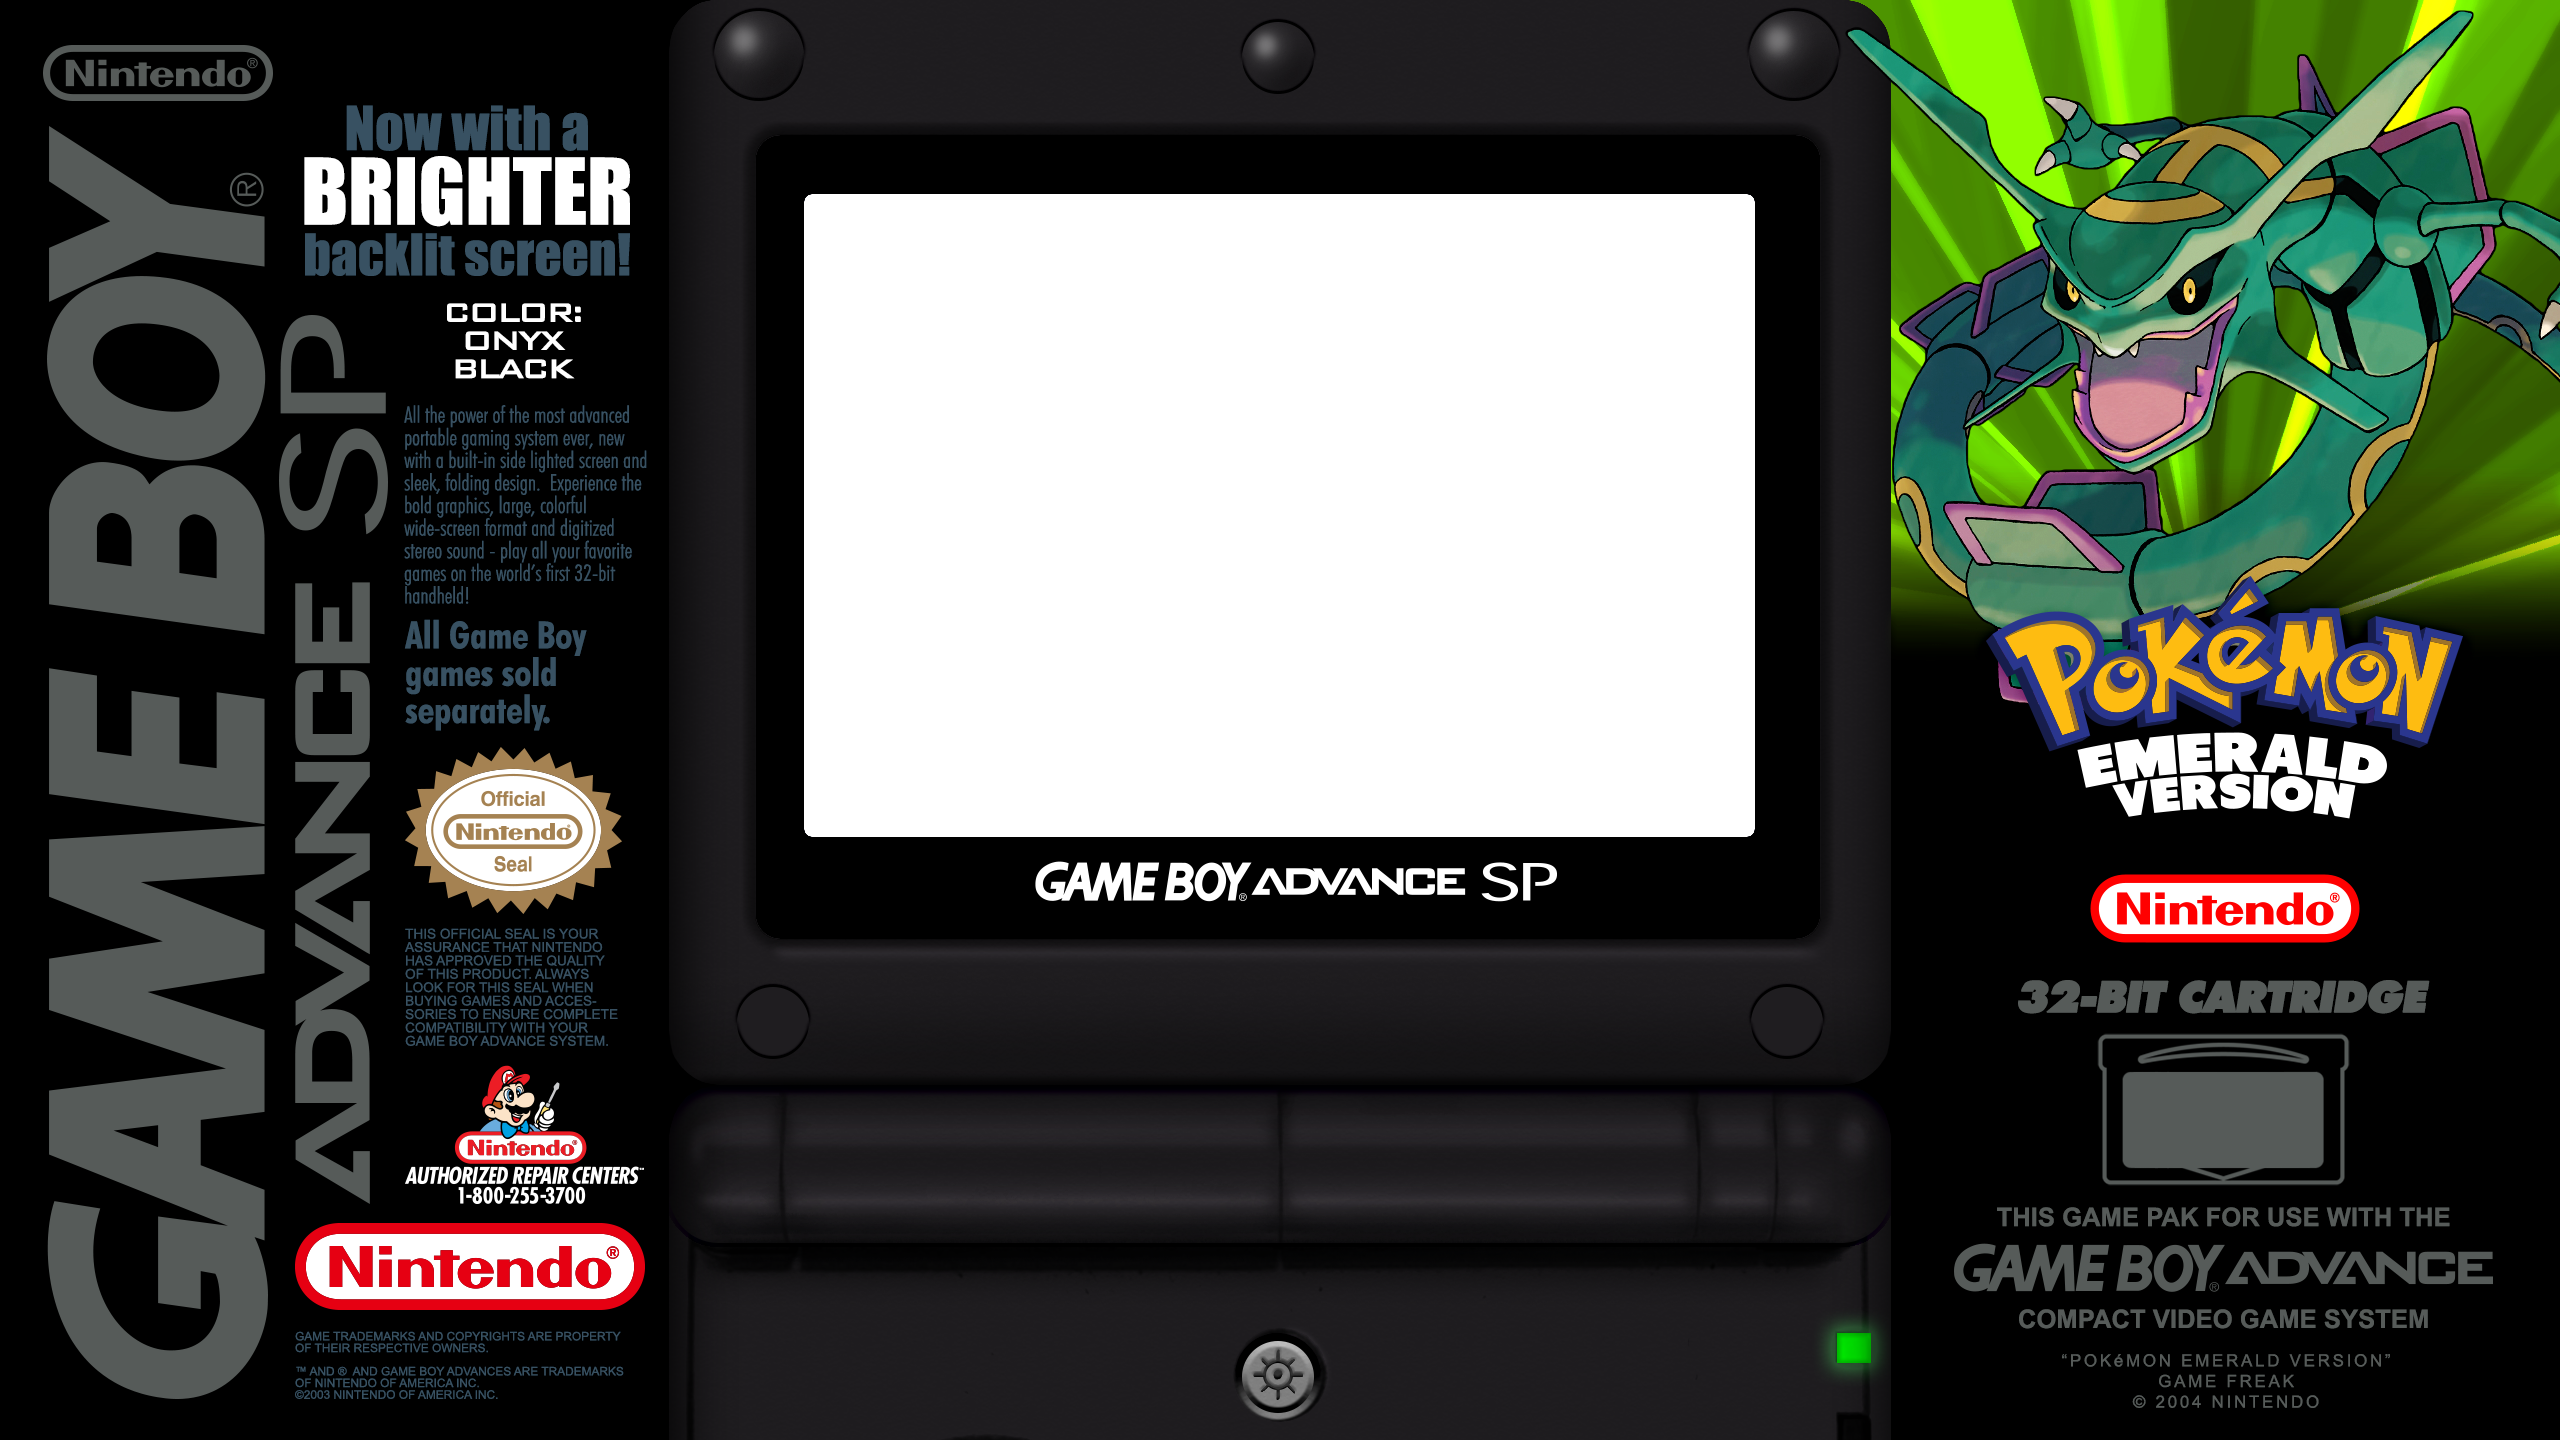 Nintendo®
GAME BOY®
ADVANCE SP
Now with a
BRIGHTER
backlit screen!
COLOR:
ONYX
BLACK
All the power of the most advanced
portable gaming system ever, new
with a built-in side lighted screen and
sleek, folding design. Experience the
bold graphics, large, colorful
wide-screen format and digitized
stereo sound - play all your favorite
games on the world's first 32-bit
handheld!
All Game Boy
games sold
separately.
Official
Nintendo®
Seal
THIS OFFICIAL SEAL IS YOUR
ASSURANCE THAT NINTENDO
HAS APPROVED THE QUALITY
OF THIS PRODUCT. ALWAYS
LOOK FOR THIS SEAL WHEN
BUYING GAMES AND ACCES-
SORIES TO ENSURE COMPLETE
COMPATIBILITY WITH YOUR
GAME BOY ADVANCE SYSTEM.
M
Nintendo®
AUTHORIZED REPAIR CENTERS™
1-800-255-3700
Nintendo®
GAME TRADEMARKS AND COPYRIGHTS ARE PROPERTY
OF THEIR RESPECTIVE OWNERS.
™ AND ® AND GAME BOY ADVANCES ARE TRADEMARKS
OF NINTENDO OF AMERICA INC.
©2003 NINTENDO OF AMERICA INC.
GAME BOY® ADVANCE SP
POKéMON
EMERALD
VERSION
Nintendo®
32-BIT CARTRIDGE
THIS GAME PAK FOR USE WITH THE
GAME BOY® ADVANCE
COMPACT VIDEO GAME SYSTEM
“POKéMON EMERALD VERSION”
GAME FREAK
© 2004 NINTENDO